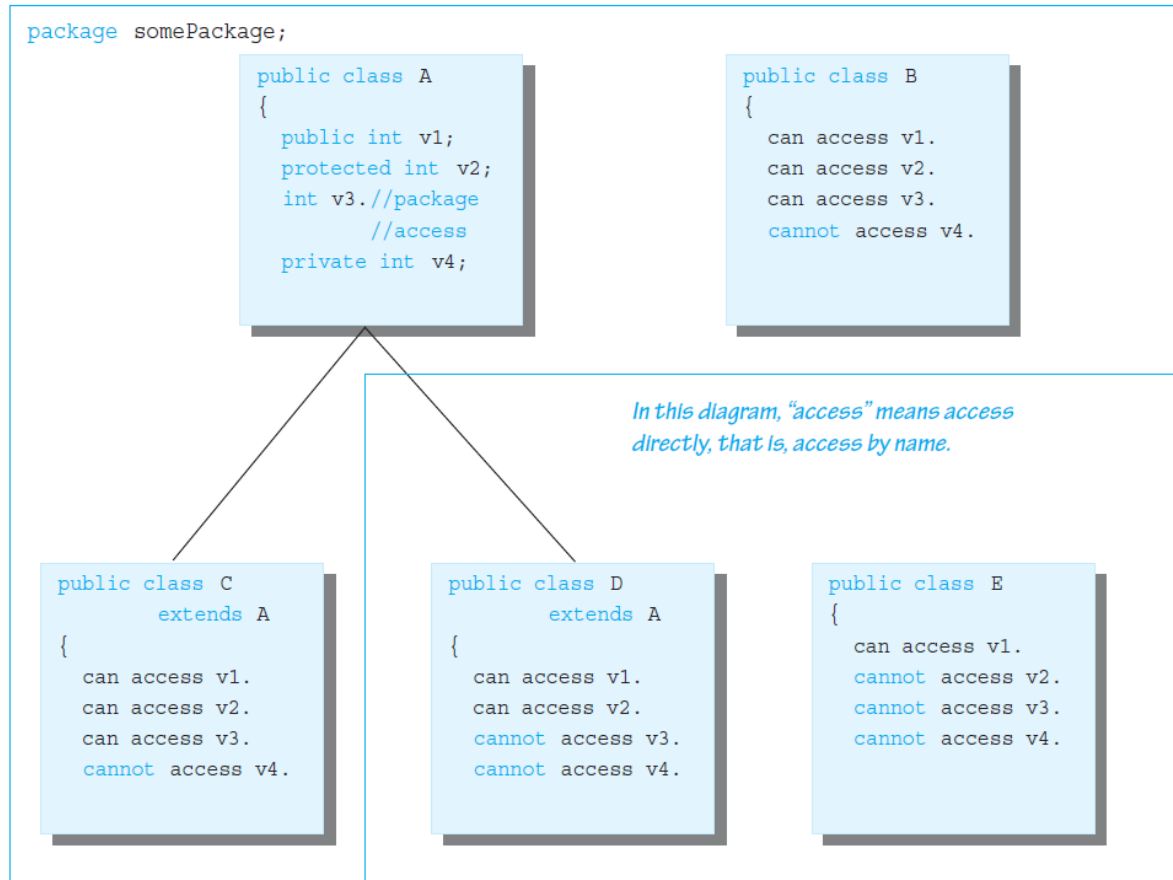 package somePackage;
public class A
{
public int v1;
protected int v2;
int v3.//package
//access
private int v4;
public class B
{
can access v1.
can access v2.
can access v3.
cannot access v4.
In this diagram, “access” means access
directly, that is, access by name.
public class C
extends A
{
can access v1.
can access v2.
can access v3.
cannot access v4.
public class D
extends A
{
can access v1.
can access v2.
cannot access v3.
cannot access v4.
public class E
{
can access v1.
cannot access v2.
cannot access v3.
cannot access v4.